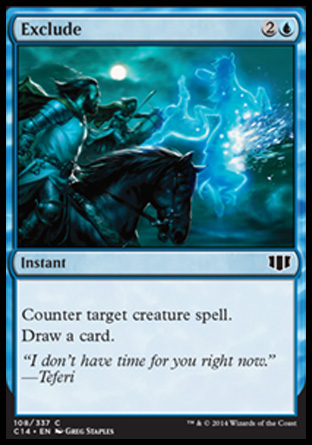 Exclude 2
Instant
Counter target creature spell.
Draw a card.
“I don't have time for you right now.”
—Teferi
108/337 C
C14 • EN Greg Staples
™ & © 2014 Wizards of the Coast